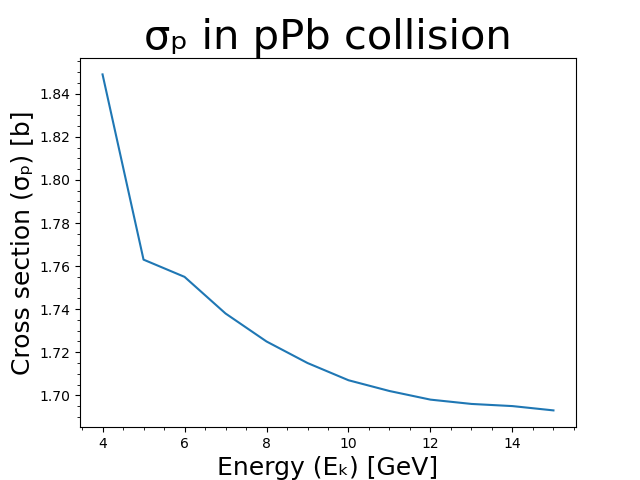 σₚ in pPb collision
Cross section (σₚ) [b]
1.84
1.82
1.80
1.78
1.76
1.74
1.72
1.70
4 6 8 10 12 14
Energy (Eₖ) [GeV]